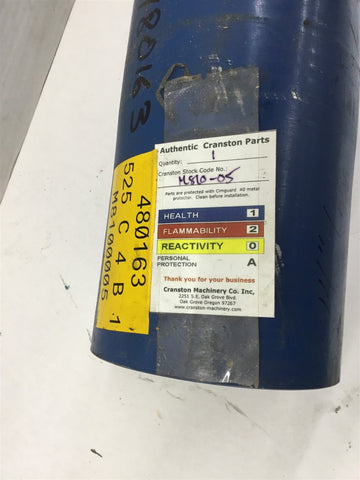 480163
Authentic Cranston Parts
Quantity: 1
Cranston Stock Code No.:
M810-05
Parts are protected with Cimguard 40 metal
protector. Clean before installation.
HEALTH 1
FLAMMABILITY 2
REACTIVITY 0
PERSONAL
PROTECTION A
Thank you for your business
Cranston Machinery Co. Inc,
2251 S.E. Oak Grove Blvd.
Oak Grove Oregon 97267
www.cranston-machinery.com
480163
525 C 4 B 1
M8100005